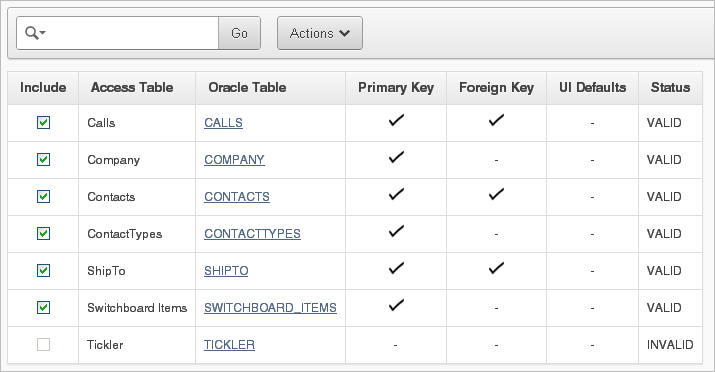 Go Actions
Include Access Table Oracle Table Primary Key Foreign Key UI Defaults Status
Calls CALLS - VALID
Company COMPANY - - VALID
Contacts CONTACTS - VALID
ContactTypes CONTACTTYPES - - VALID
ShipTo SHIPTO - VALID
Switchboard Items SWITCHBOARD_ITEMS - - VALID
Tickler TICKLER - - - INVALID